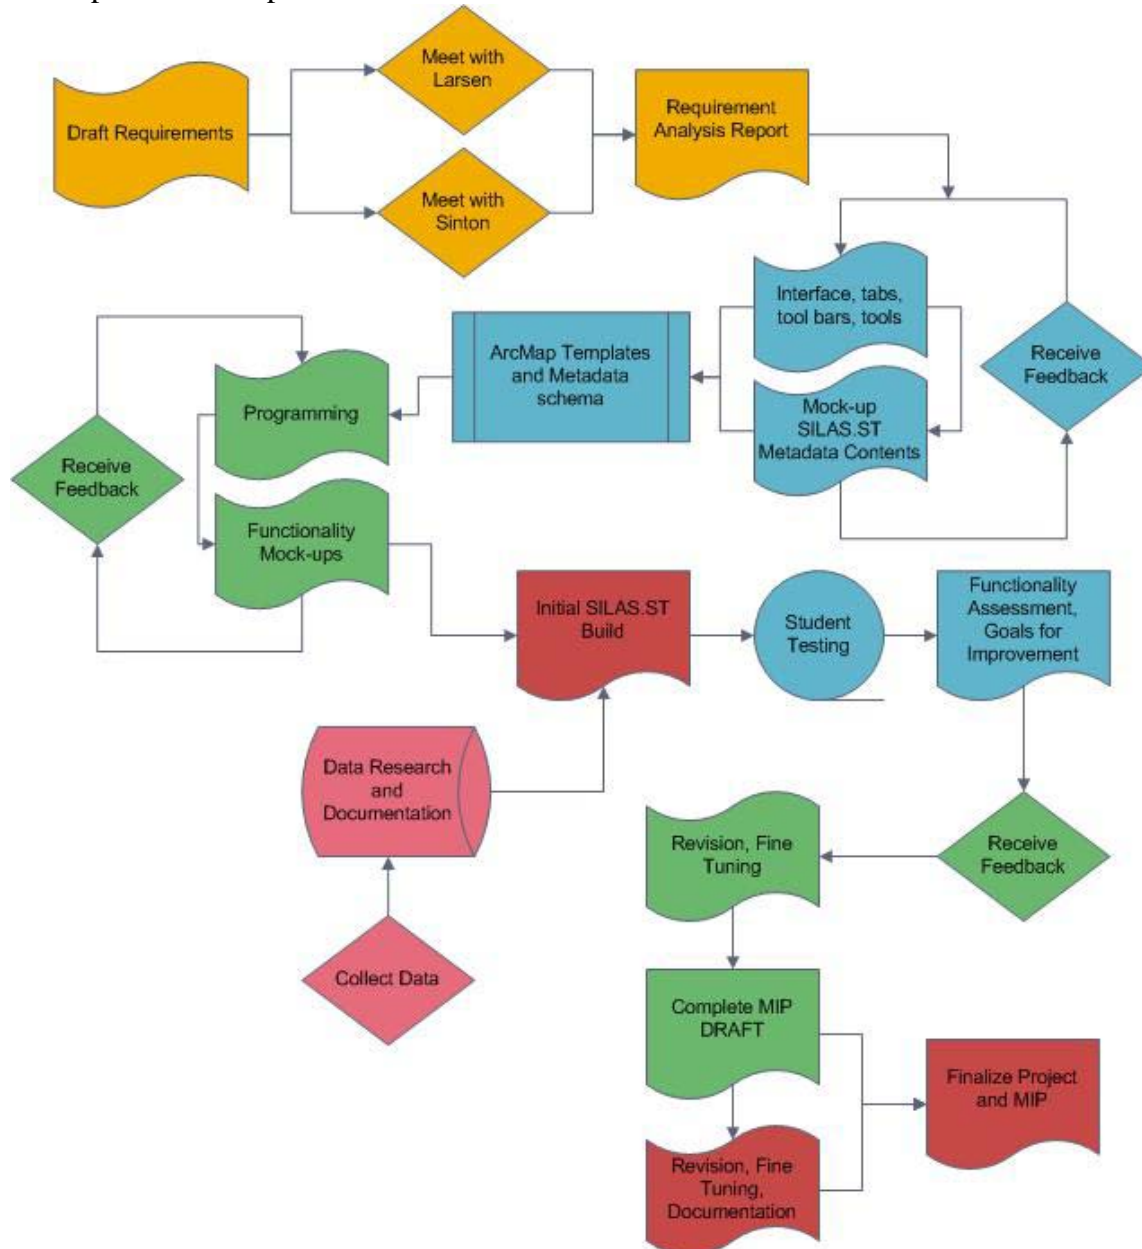 Meet with
Larsen
Draft Requirements
Requirement
Analysis Report
Meet with
Sinton
Interface, tabs,
tool bars, tools
ArcMap Templates
and Metadata
schema
Receive
Feedback
Mock-up
SILAS.ST
Metadata Contents
Programming
Receive
Feedback
Functionality
Mock-ups
Initial SILAS.ST
Build
Student
Testing
Functionality
Assessment,
Goals for
Improvement
Data Research
and
Documentation
Revision, Fine
Tuning
Receive
Feedback
Collect Data
Complete MIP
DRAFT
Finalize Project
and MIP
Revision, Fine
Tuning,
Documentation